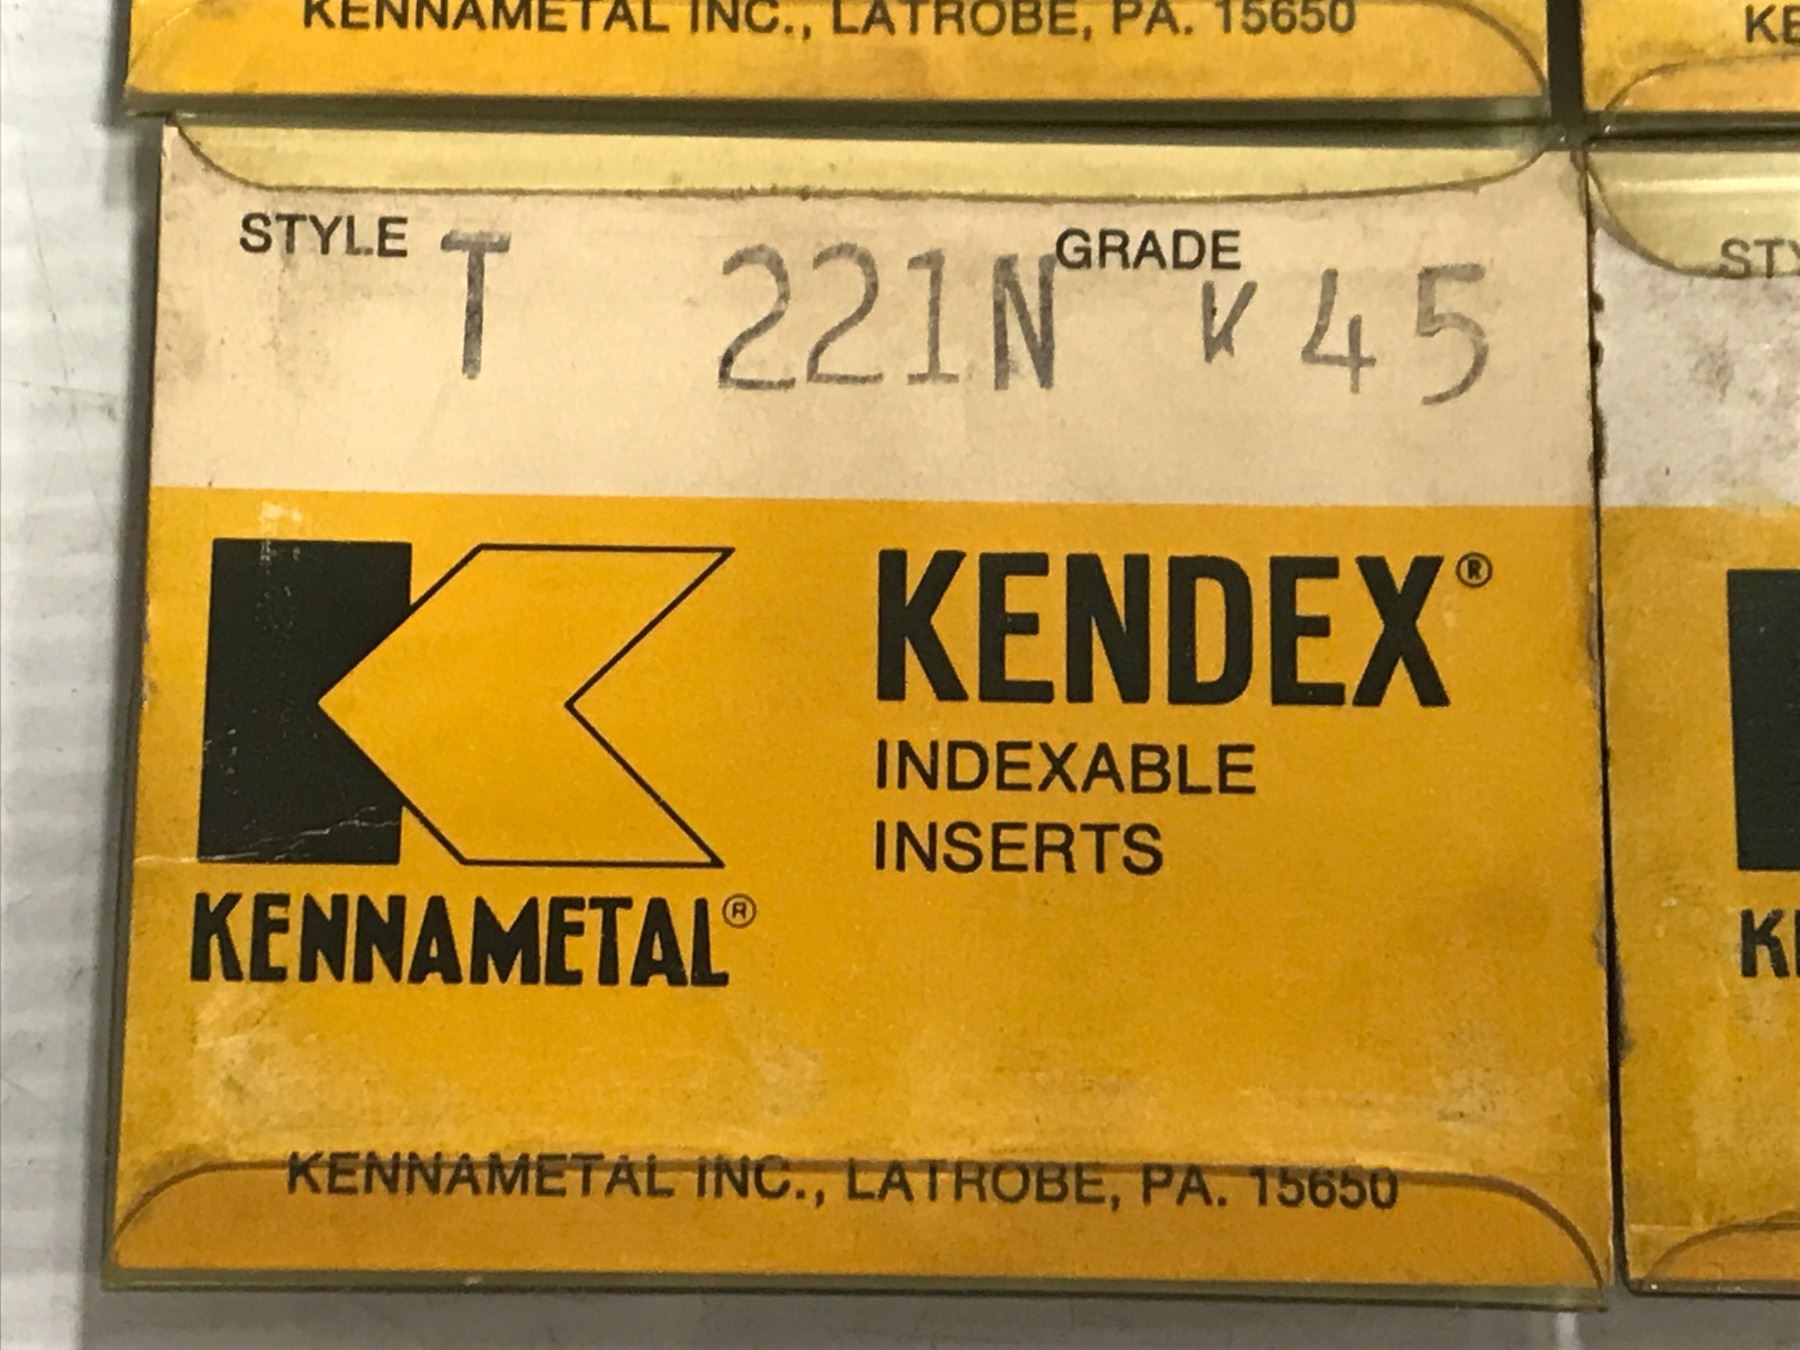 KENNAMETAL INC., LATROBE, PA. 15650
STYLE T 221N GRADE K45
KENDEX®
INDEXABLE
INSERTS
KENNAMETAL®
KENNAMETAL INC., LATROBE, PA. 15650